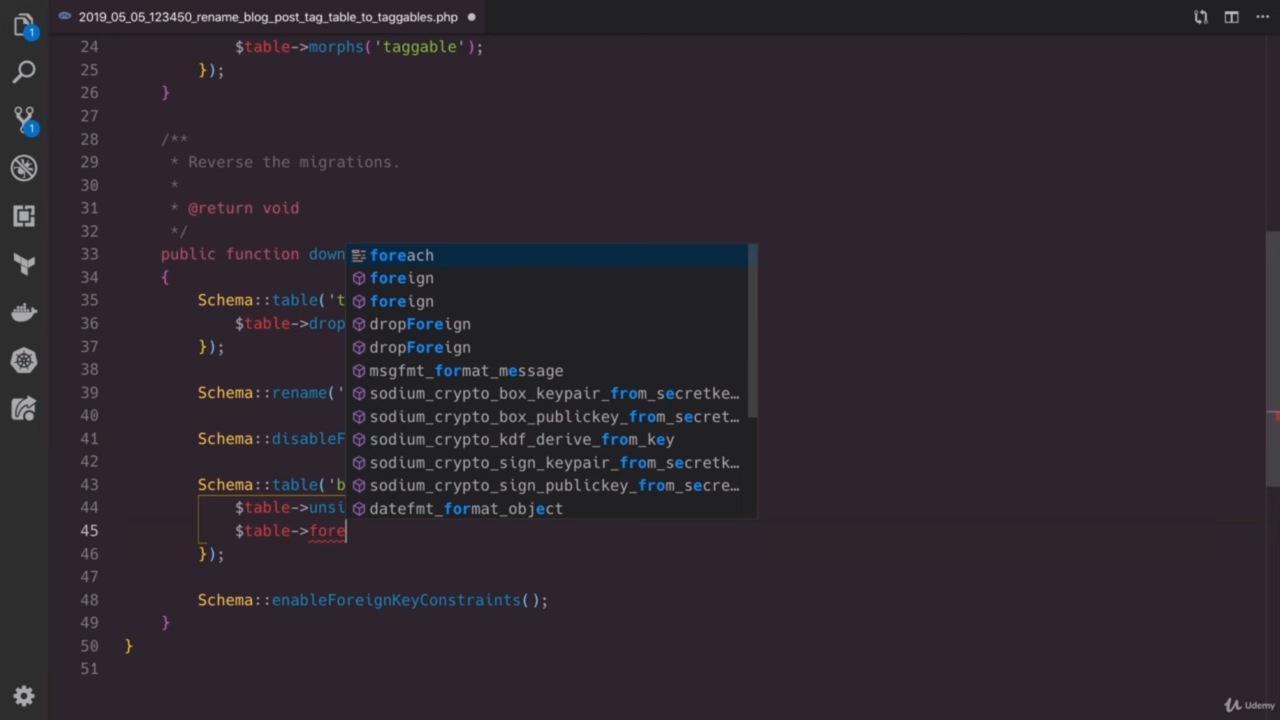 1
1
2019_05_05_123450_rename_blog_post_tag_table_to_taggables.php
24 $table->morphs('taggable');
25 });
26 }
27
28 /**
29 * Reverse the migrations.
30 *
31 * @return void
32 */
33 public function down
34 {
35 Schema::table('t
36 $table->drop
37 });
38
39 Schema::rename('
40
41 Schema::disableF
42
43 Schema::table('b
44 $table->unsi
45 $table->fore
46 });
47
48 Schema::enableForeignKeyConstraints();
49 }
50 }
51
foreach
foreign
foreign
dropForeign
dropForeign
msgfmt_format_message
sodium_crypto_box_keypair_from_secretke…
sodium_crypto_box_publickey_from_secret…
sodium_crypto_kdf_derive_from_key
sodium_crypto_sign_keypair_from_secretk…
sodium_crypto_sign_publickey_from_secre…
datefmt_format_object
Udemy